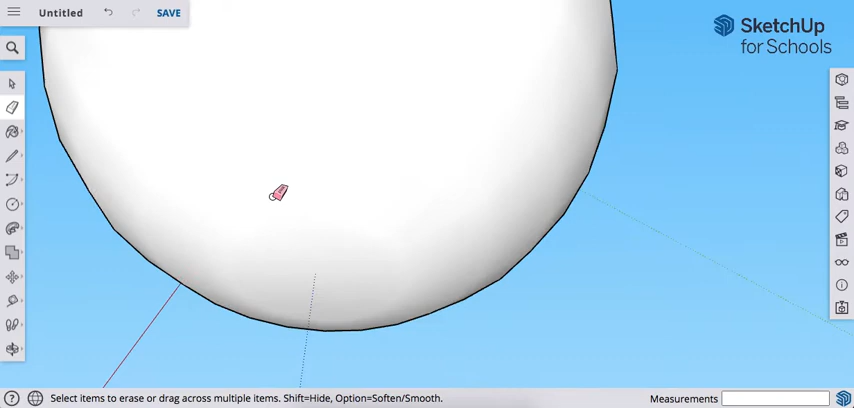 Untitled
SAVE
SketchUp
for Schools
Select items to erase or drag across multiple items. Shift=Hide, Option=Soften/Smooth.
Measurements